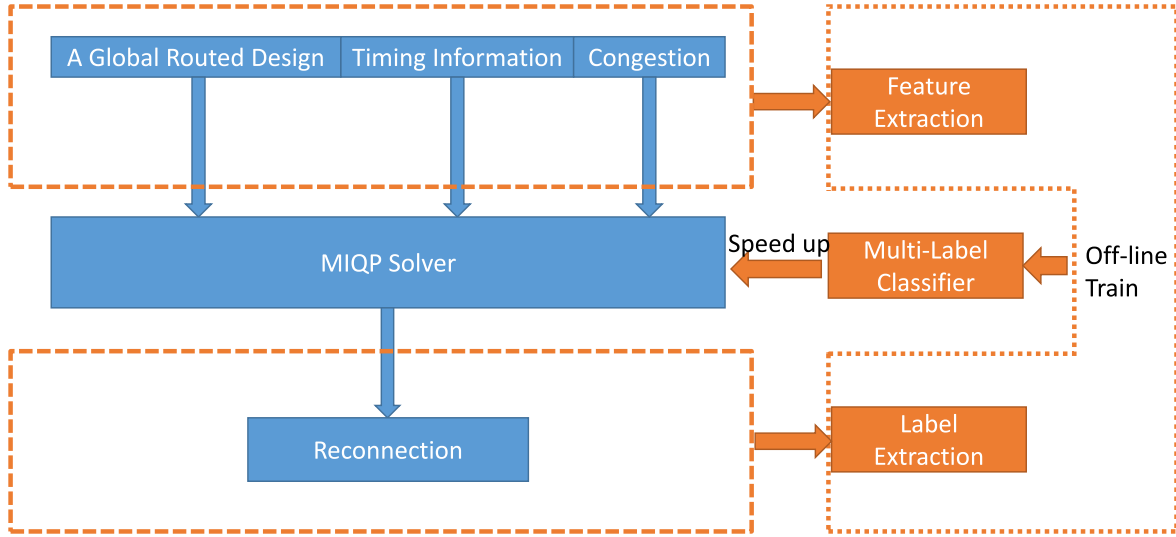 A Global Routed Design
Timing Information
Congestion
Feature
Extraction
MIQP Solver
Speed up
Multi-Label
Classifier
Off-line
Train
Reconnection
Label
Extraction